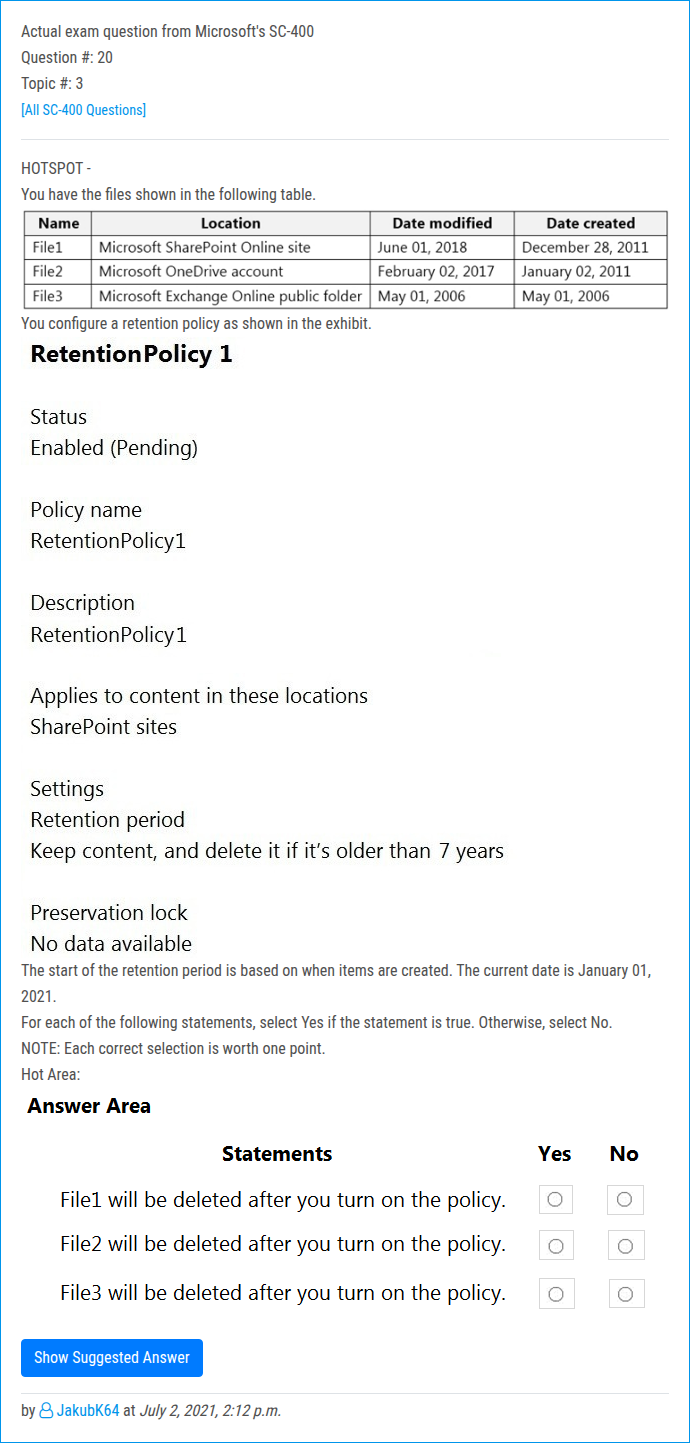 Actual exam question from Microsoft's SC-400
Question #: 20
Topic #: 3
[All SC-400 Questions]
HOTSPOT -
You have the files shown in the following table.
Name Location Date modified Date created
File1 Microsoft SharePoint Online site June 01, 2018 December 28, 2011
File2 Microsoft OneDrive account February 02, 2017 January 02, 2011
File3 Microsoft Exchange Online public folder May 01, 2006 May 01, 2006
You configure a retention policy as shown in the exhibit.
RetentionPolicy 1
Status
Enabled (Pending)
Policy name
RetentionPolicy1
Description
RetentionPolicy1
Applies to content in these locations
SharePoint sites
Settings
Retention period
Keep content, and delete it if it's older than 7 years
Preservation lock
No data available
The start of the retention period is based on when items are created. The current date is January 01,
2021.
For each of the following statements, select Yes if the statement is true. Otherwise, select No.
NOTE: Each correct selection is worth one point.
Hot Area:
Answer Area
Statements Yes No
File1 will be deleted after you turn on the policy.
File2 will be deleted after you turn on the policy.
File3 will be deleted after you turn on the policy.
Show Suggested Answer
by JakubK64 at July 2, 2021, 2:12 p.m.